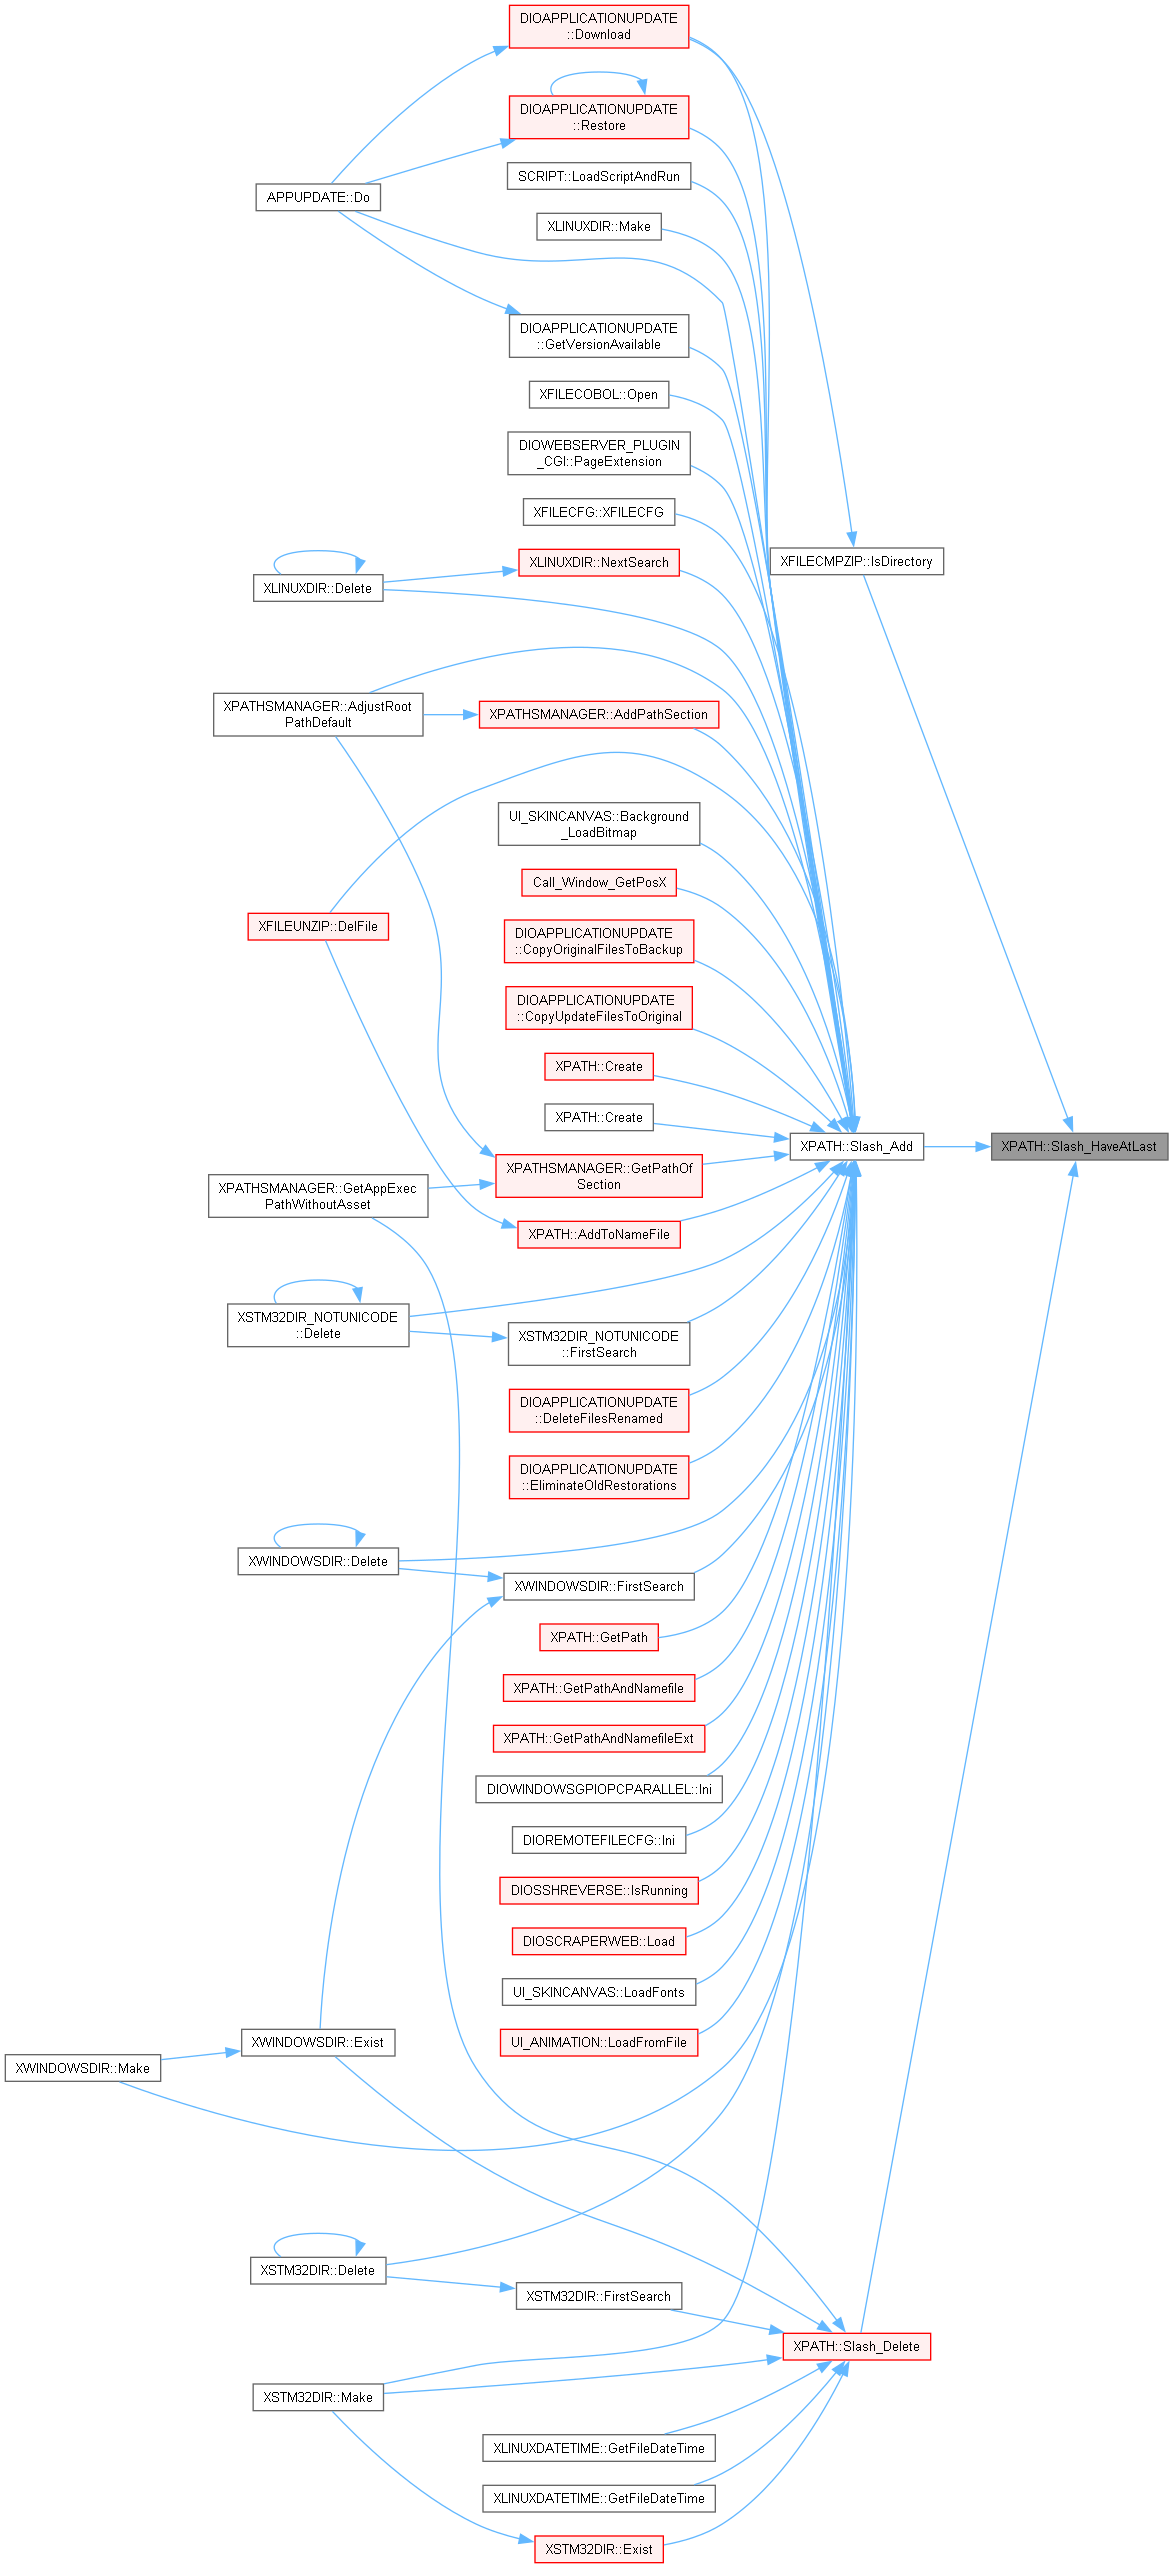 DIOAPPLICATIONUPDATE
::Download
DIOAPPLICATIONUPDATE
::Restore
SCRIPT::LoadScriptAndRun
APPUPDATE::Do
XLINUXDIR::Make
DIOAPPLICATIONUPDATE
::GetVersionAvailable
XFILECOBOL::Open
DIOWEBSERVER_PLUGIN
_CGI::PageExtension
XFILECFG::XFILECFG
XFILECMPZIP::IsDirectory
XLINUXDIR::NextSearch
XLINUXDIR::Delete
XPATHSMANAGER::AdjustRoot
PathDefault
XPATHSMANAGER::AddPathSection
UI_SKINCANVAS::Background
_LoadBitmap
Call_Window_GetPosX
XFILEUNZIP::DelFile
DIOAPPLICATIONUPDATE
::CopyOriginalFilesToBackup
DIOAPPLICATIONUPDATE
::CopyUpdateFilesToOriginal
XPATH::Create
XPATH::Create
XPATH::Slash_Add
XPATH::Slash_HaveAtLast
XPATHSMANAGER::GetPathOf
Section
XPATHSMANAGER::GetAppExec
PathWithoutAsset
XPATH::AddToNameFile
XSTM32DIR_NOTUNICODE
::Delete
XSTM32DIR_NOTUNICODE
::FirstSearch
DIOAPPLICATIONUPDATE
::DeleteFilesRenamed
DIOAPPLICATIONUPDATE
::EliminateOldRestorations
XWINDOWSDIR::Delete
XWINDOWSDIR::FirstSearch
XPATH::GetPath
XPATH::GetPathAndNamefile
XPATH::GetPathAndNamefileExt
DIOWINDOWSGPIOPCPARALLEL::Ini
DIOREMOTEFILECFG::Ini
DIOSSHREVERSE::IsRunning
DIOSCRAPERWEB::Load
UI_SKINCANVAS::LoadFonts
UI_ANIMATION::LoadFromFile
XWINDOWSDIR::Exist
XWINDOWSDIR::Make
XSTM32DIR::Delete
XSTM32DIR::FirstSearch
XPATH::Slash_Delete
XSTM32DIR::Make
XLINUXDATETIME::GetFileDateTime
XLINUXDATETIME::GetFileDateTime
XSTM32DIR::Exist